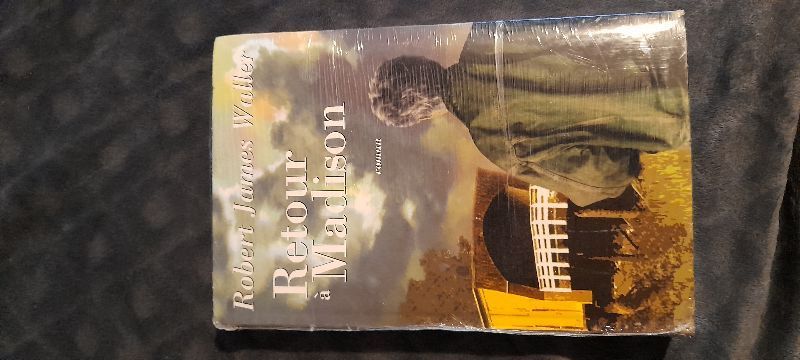 Robert James Waller
Retour
à Madison
roman